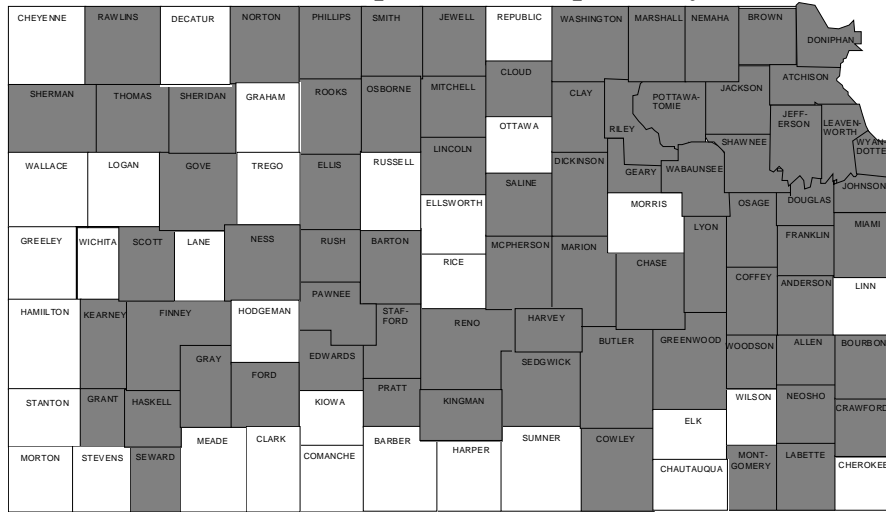 CHEYENNE
RAWLINS
DECATUR
NORTON
PHILLIPS
SMITH
JEWELL
REPUBLIC
WASHINGTON
MARSHALL
NEMAHA
BROWN
DONIPHAN
SHERMAN
THOMAS
SHERIDAN
GRAHAM
ROOKS
OSBORNE
MITCHELL
CLOUD
CLAY
RILEY
POTTAWA-
TOMIE
JACKSON
ATCHISON
JEFF-
ERSON
LEAVEN-
WORTH
WYAN-
DOTTE
WALLACE
LOGAN
GOVE
TREGO
ELLIS
RUSSELL
LINCOLN
OTTAWA
SALINE
DICKINSON
GEARY
WABAUNSEE
SHAWNEE
DOUGLAS
JOHNSON
ELLSWORTH
MORRIS
OSAGE
GREELEY
WICHITA
SCOTT
LANE
NESS
RUSH
BARTON
RICE
MCPHERSON
MARION
CHASE
LYON
FRANKLIN
MIAMI
COFFEY
ANDERSON
LINN
HAMIILTON
KEARNEY
FINNEY
HODGEMAN
PAWNEE
STAF-
FORD
RENO
HARVEY
GRAY
FORD
EDWARDS
SEDGWICK
BUTLER
GREENWOOD
WOODSON
ALLEN
BOURBON
STANTON
GRANT
HASKELL
KIOWA
PRATT
KINGMAN
ELK
WILSON
NEOSHO
CRAWFORD
MORTON
STEVENS
SEWARD
MEADE
CLARK
COMANCHE
BARBER
HARPER
SUMNER
COWLEY
CHAUTAUQUA
MONT-
GOMERY
LABETTE
CHEROKEE